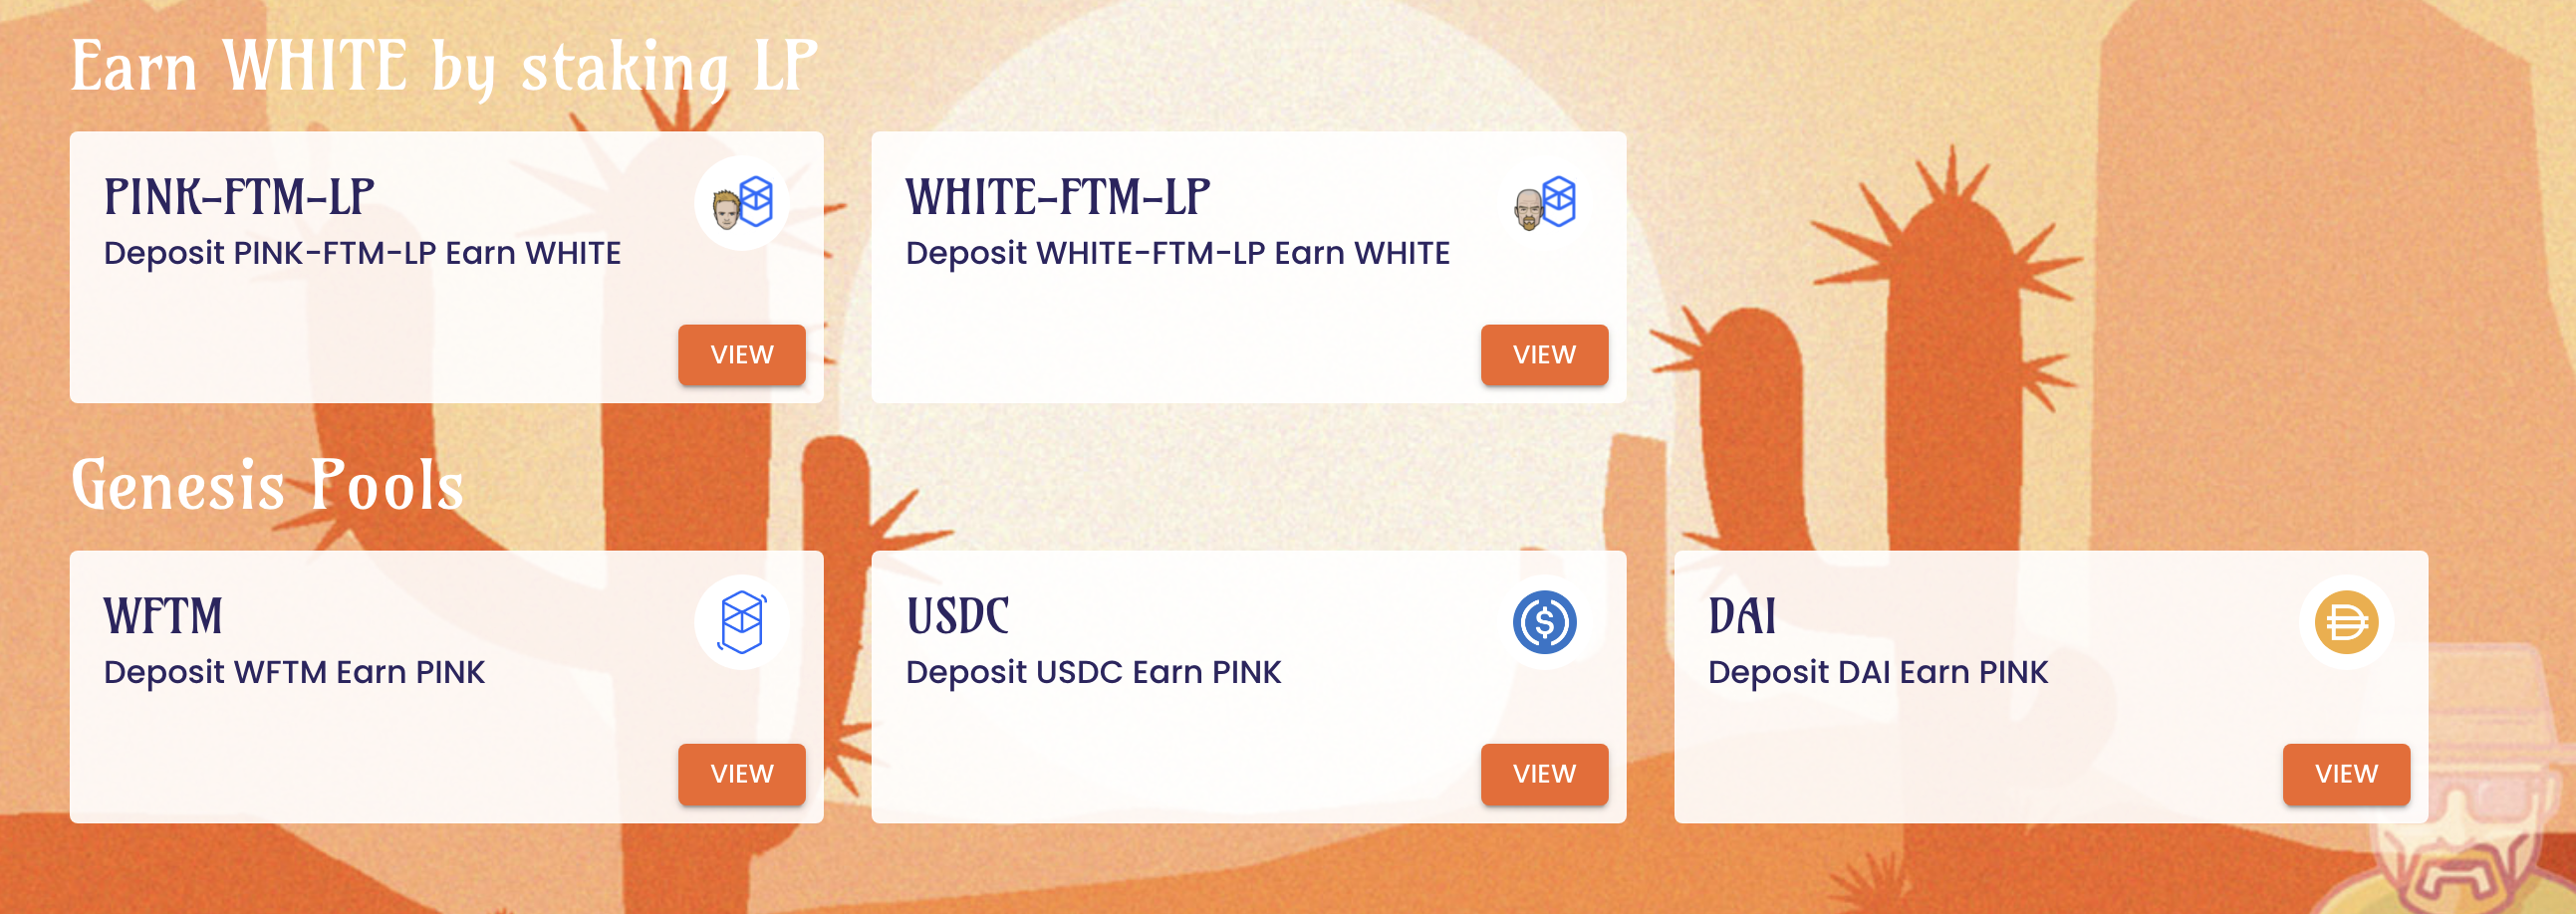 Earn WHITE by staking LP
PINK-FTM-LP
Deposit PINK-FTM-LP Earn WHITE
VIEW
WHITE-FTM-LP
Deposit WHITE-FTM-LP Earn WHITE
VIEW
Genesis Pools
WFTM
Deposit WFTM Earn PINK
VIEW
USDC
Deposit USDC Earn PINK
VIEW
DAI
Deposit DAI Earn PINK
VIEW